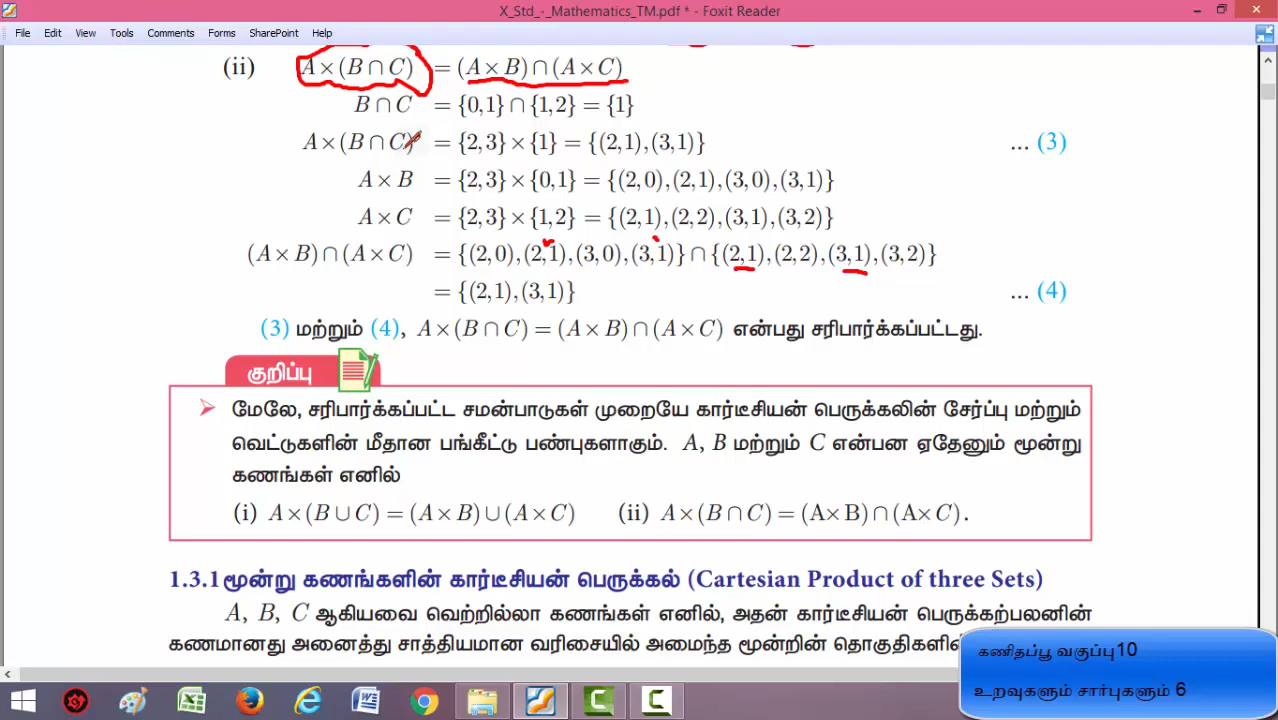 X_Std_-_Mathematics_TM.pdf * - Foxit Reader
File Edit View Tools Comments Forms SharePoint Help
(ii) A×(B∩C) = (A×B)∩(A×C)
B∩C = {0,1}∩{1,2} = {1}
A×(B∩C) = {2,3}×{1} = {(2,1),(3,1)} ... (3)
A×B = {2,3}×{0,1} = {(2,0),(2,1),(3,0),(3,1)}
A×C = {2,3}×{1,2} = {(2,1),(2,2),(3,1),(3,2)}
(A×B)∩(A×C) = {(2,0),(2,1),(3,0),(3,1)}∩{(2,1),(2,2),(3,1),(3,2)}
= {(2,1),(3,1)} ... (4)
(3) மற்றும் (4), A×(B∩C) = (A×B)∩(A×C) என்பது சரிபார்க்கப்பட்டது.
குறிப்பு
மேலே, சரிபார்க்கப்பட்ட சமன்பாடுகள் முறையே கார்டீசியன் பெருக்கலின் சேர்ப்பு மற்றும்
வெட்டுகளின் மீதான பங்கீட்டு பண்புகளாகும். A, B மற்றும் C என்பன ஏதேனும் மூன்று
கணங்கள் எனில்
(i) A×(B∪C) = (A×B)∪(A×C) (ii) A×(B∩C) = (A×B)∩(A×C).
1.3.1 மூன்று கணங்களின் கார்டீசியன் பெருக்கல் (Cartesian Product of three Sets)
A, B, C ஆகியவை வெற்றில்லா கணங்கள் எனில், அதன் கார்டீசியன் பெருக்கற்பலனின்
கணமானது அனைத்து சாத்தியமான வரிசையில் அமைந்த மூன்றின்
கணிதப்பூ வகுப்பு10
உறவுகளும் சார்புகளும் 6